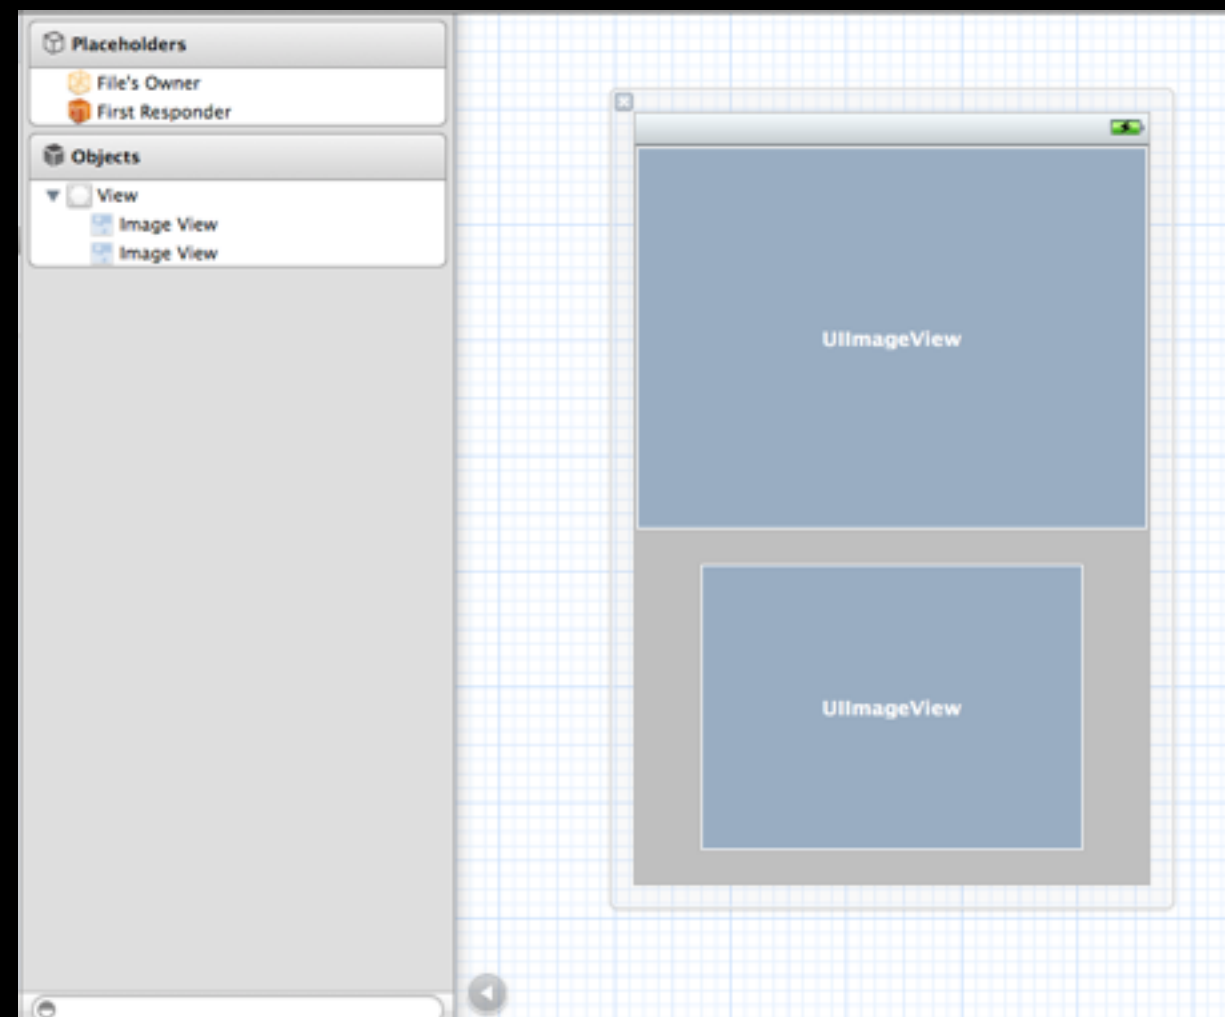 Placeholders
File's Owner
First Responder
Objects
View
Image View
Image View
UIImageView
UIImageView